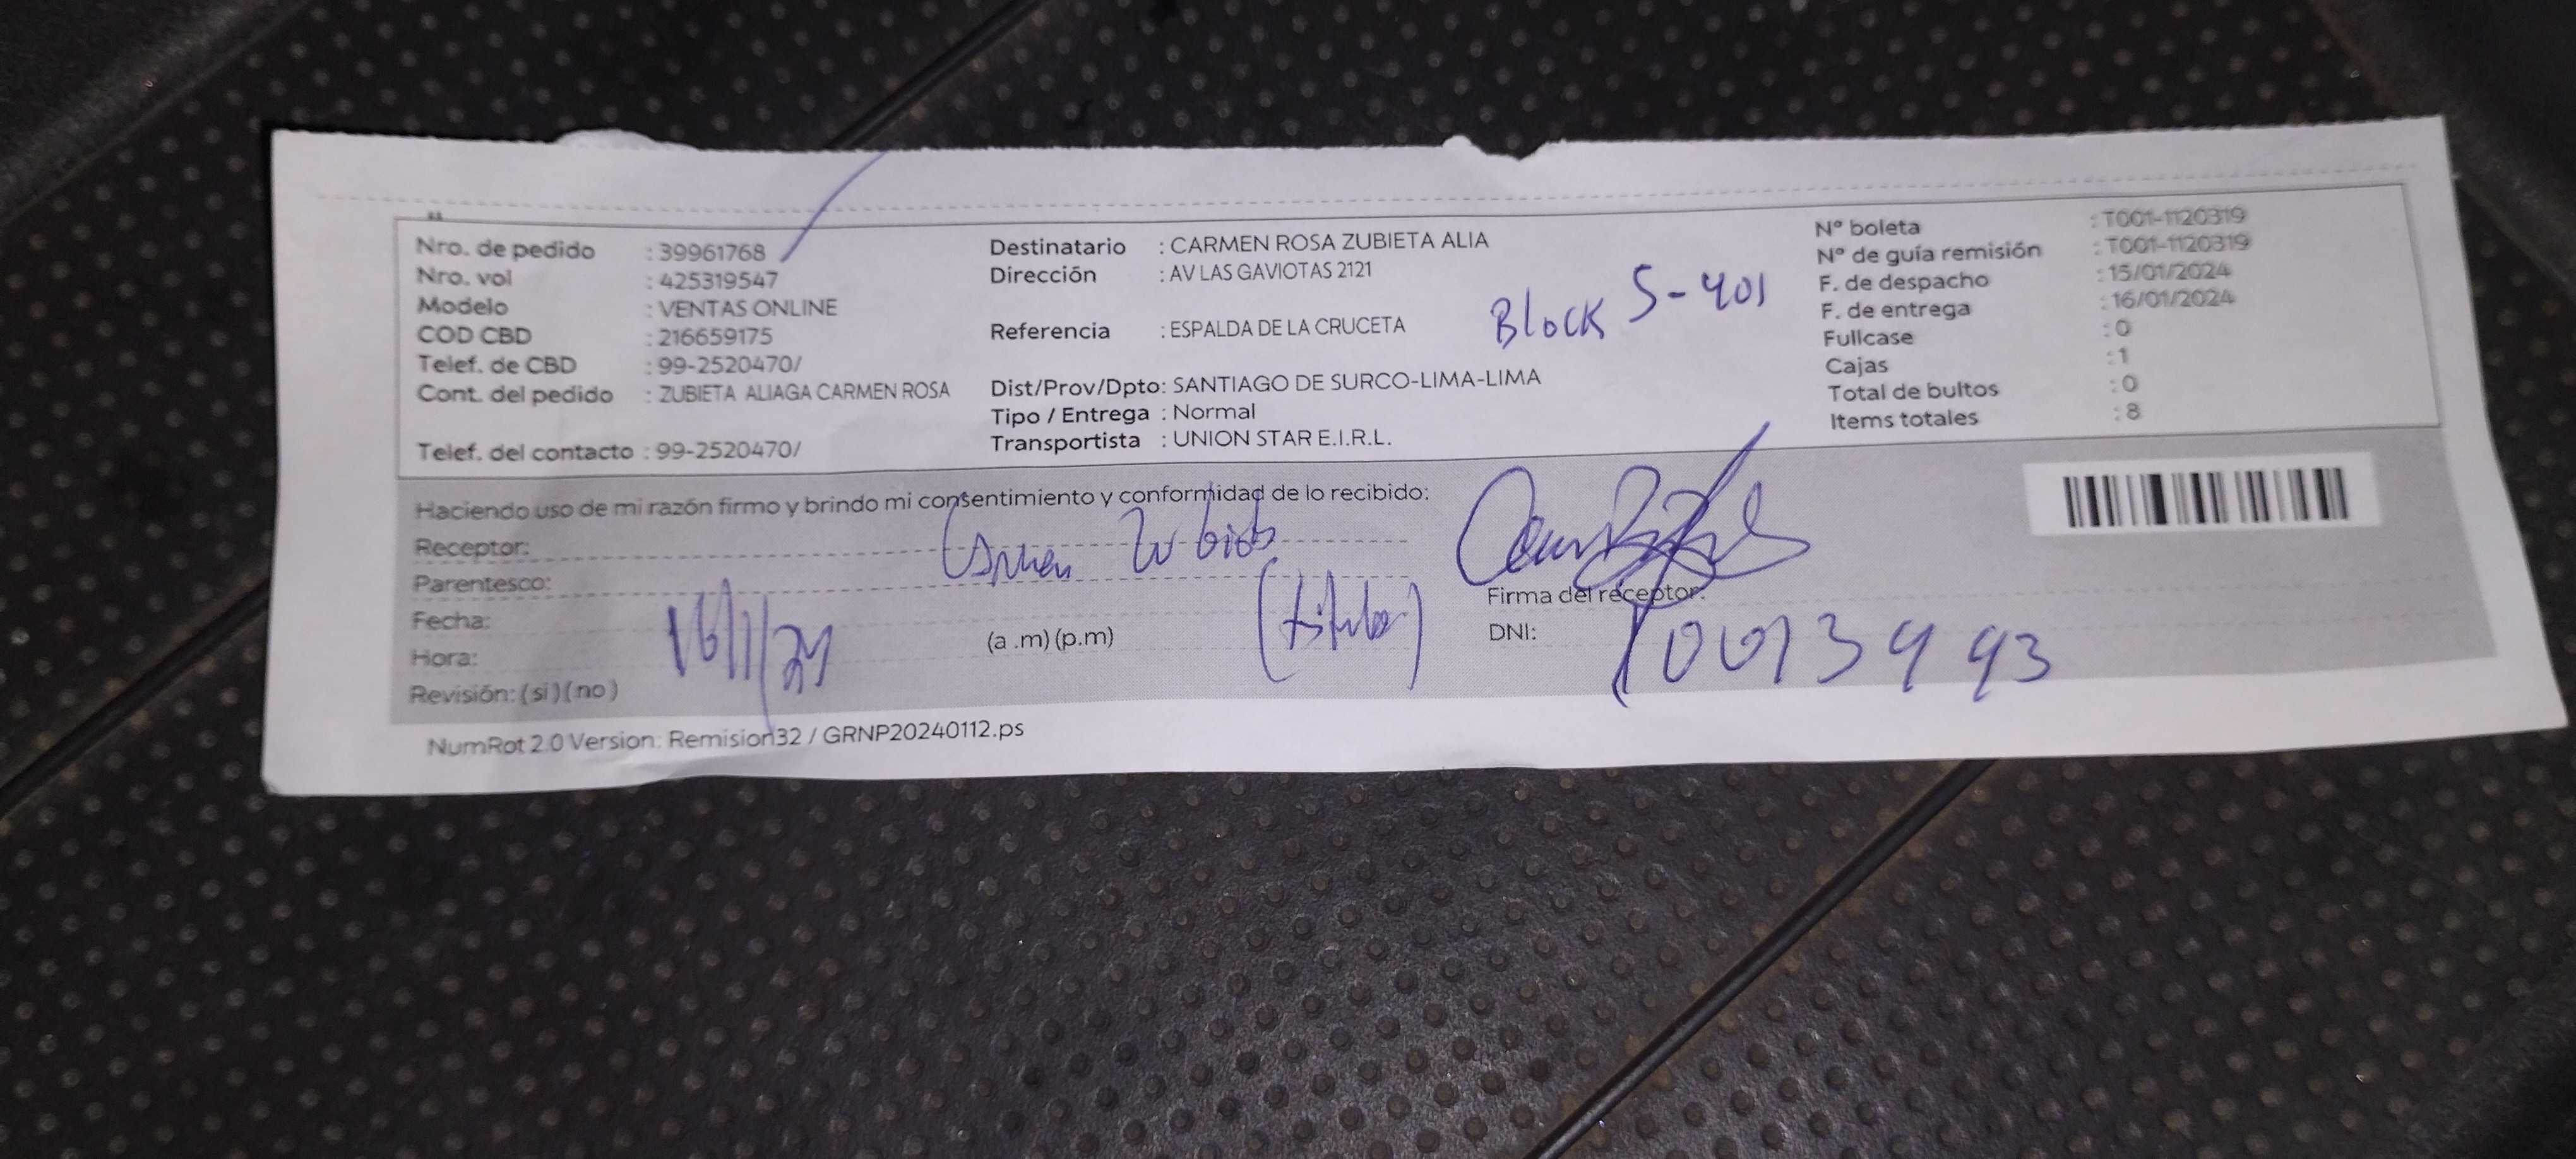 Nro. de pedido : 39961768
Nro. vol : 425319547
Modelo : VENTAS ONLINE
COD CBD : 216659175
Telef. de CBD : 99-2520470/
Cont. del pedido : ZUBIETA ALIAGA CARMEN ROSA
Telef. del contacto : 99-2520470/
Destinatario : CARMEN ROSA ZUBIETA ALIA
Dirección : AV LAS GAVIOTAS 2121
Block S-401
Referencia : ESPALDA DE LA CRUCETA
Dist/Prov/Dpto: SANTIAGO DE SURCO-LIMA-LIMA
Tipo / Entrega : Normal
Transportista : UNION STAR E.I.R.L.
Nº boleta : T001-1120319
Nº de guía remisión : T001-1120319
F. de despacho : 15/01/2024
F. de entrega : 16/01/2024
Fullcase : 0
Cajas : 1
Total de bultos : 0
Items totales : 8
Haciendo uso de mi razón firmo y brindo mi consentimiento y conformidad de lo recibido:
Receptor: Carmen Zubieta
Parentesco: (titular)
Fecha: 16/1/24
Hora: (a .m) (p.m)
Revisión: (si) (no)
Firma del receptor:
DNI:
NumRot 2.0 Version: Remision32 / GRNP20240112.ps